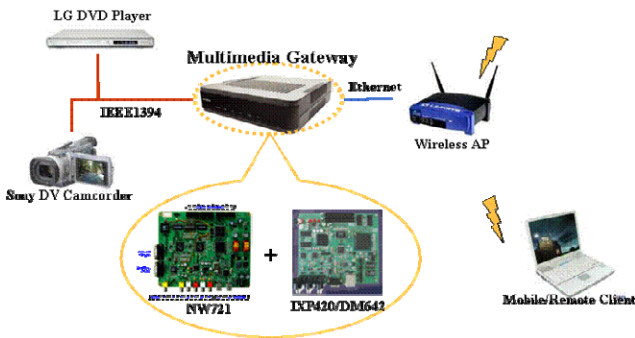 LG DVD Player
Multimedia Gateway
Ethernet
IEEE1394
Wireless AP
Sony DV Camcorder
+
NW721
IXP420/DM642
Mobile/Remote Client